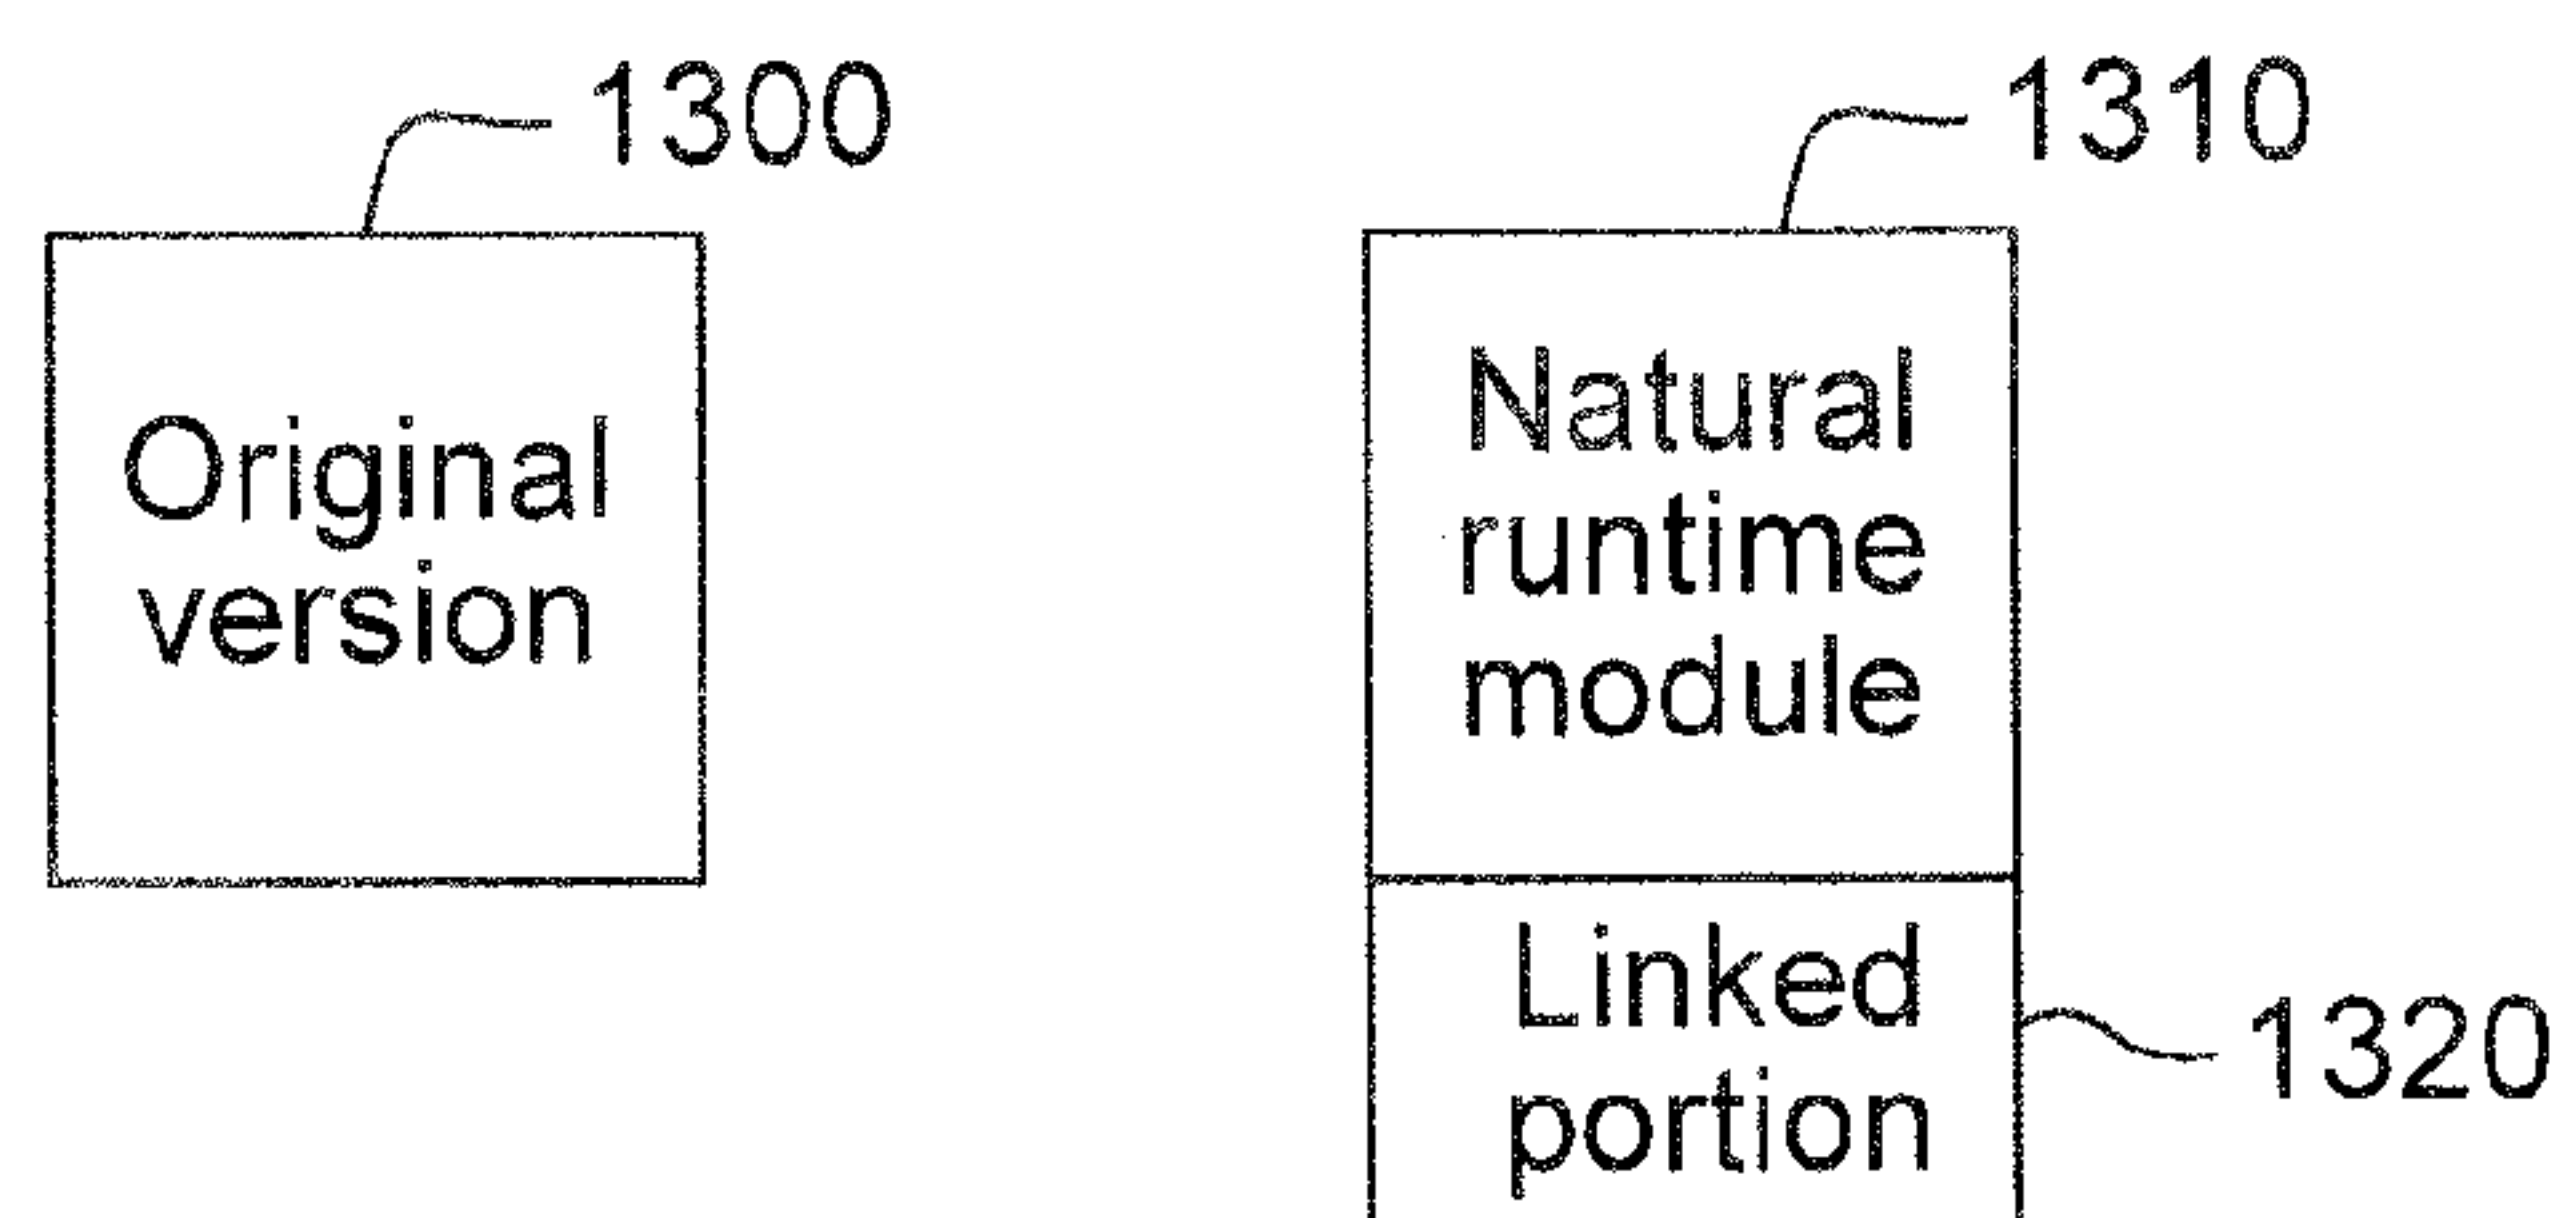 1300
Original
version
1310
Natural
runtime
module
Linked
portion
1320